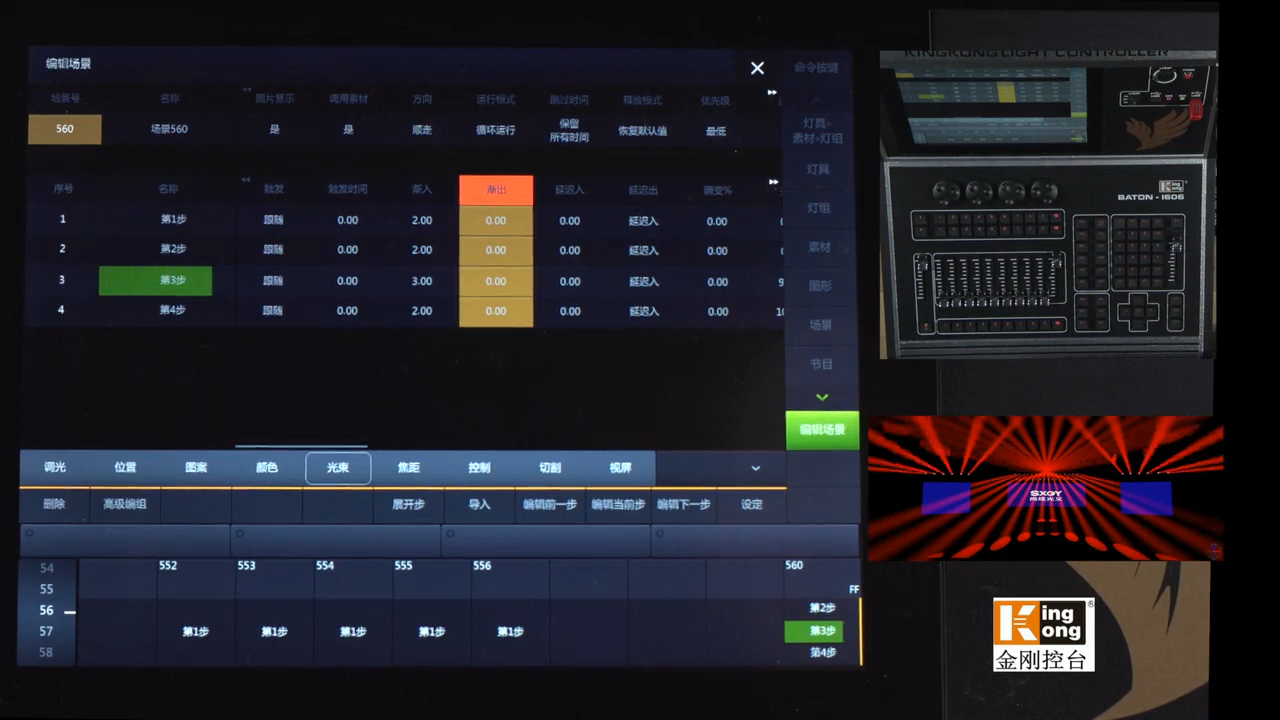 编辑场景
命令按键
场景号 名称 图片显示 调用素材 方向 运行模式 跳过时间 释放模式 优先级
560 场景560 是 是 顺走 循环运行 保留 所有时间 恢复默认值 最低
灯具+
素材+灯组
灯具
灯组
素材
图形
场景
节目
编辑场景
序号 名称 触发 触发时间 渐入 渐出 延迟入 延迟出 瞬变%
1 第1步 跟随 0.00 2.00 0.00 0.00 延迟入 0.00
2 第2步 跟随 0.00 2.00 0.00 0.00 延迟入 0.00
3 第3步 跟随 0.00 3.00 0.00 0.00 延迟入 0.00 9
4 第4步 跟随 0.00 2.00 0.00 0.00 延迟入 0.00 10
调光 位置 图案 颜色 光束 焦距 控制 切割 视屏
删除 高级编组 展开步 导入 编辑前一步 编辑当前步 编辑下一步 设定
54 552 553 554 555 556 560
55 FF
56 第2步
57 第1步 第1步 第1步 第1步 第1步 第3步
58 第4步
KINGKONG LIGHT CONTROLLER
King Kong
BATON - 1606
SXGY
King Kong ®
金刚控台